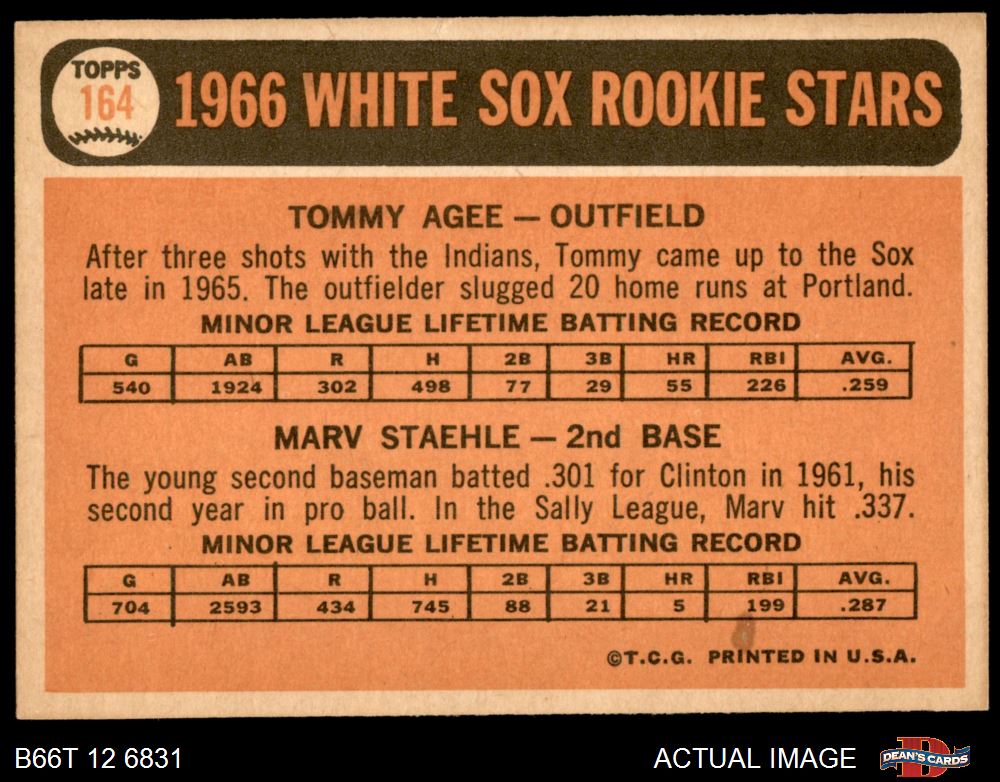 TOPPS
164
1966 WHITE SOX ROOKIE STARS
TOMMY AGEE — OUTFIELD
After three shots with the Indians, Tommy came up to the Sox
late in 1965. The outfielder slugged 20 home runs at Portland.
MINOR LEAGUE LIFETIME BATTING RECORD
G AB R H 2B 3B HR RBI AVG.
540 1924 302 498 77 29 55 226 .259
MARV STAEHLE — 2nd BASE
The young second baseman batted .301 for Clinton in 1961, his
second year in pro ball. In the Sally League, Marv hit .337.
MINOR LEAGUE LIFETIME BATTING RECORD
G AB R H 2B 3B HR RBI AVG.
704 2593 434 745 88 21 5 199 .287
©T.C.G. PRINTED IN U.S.A.
B66T 12 6831
ACTUAL IMAGE
D
DEAN'S CARDS